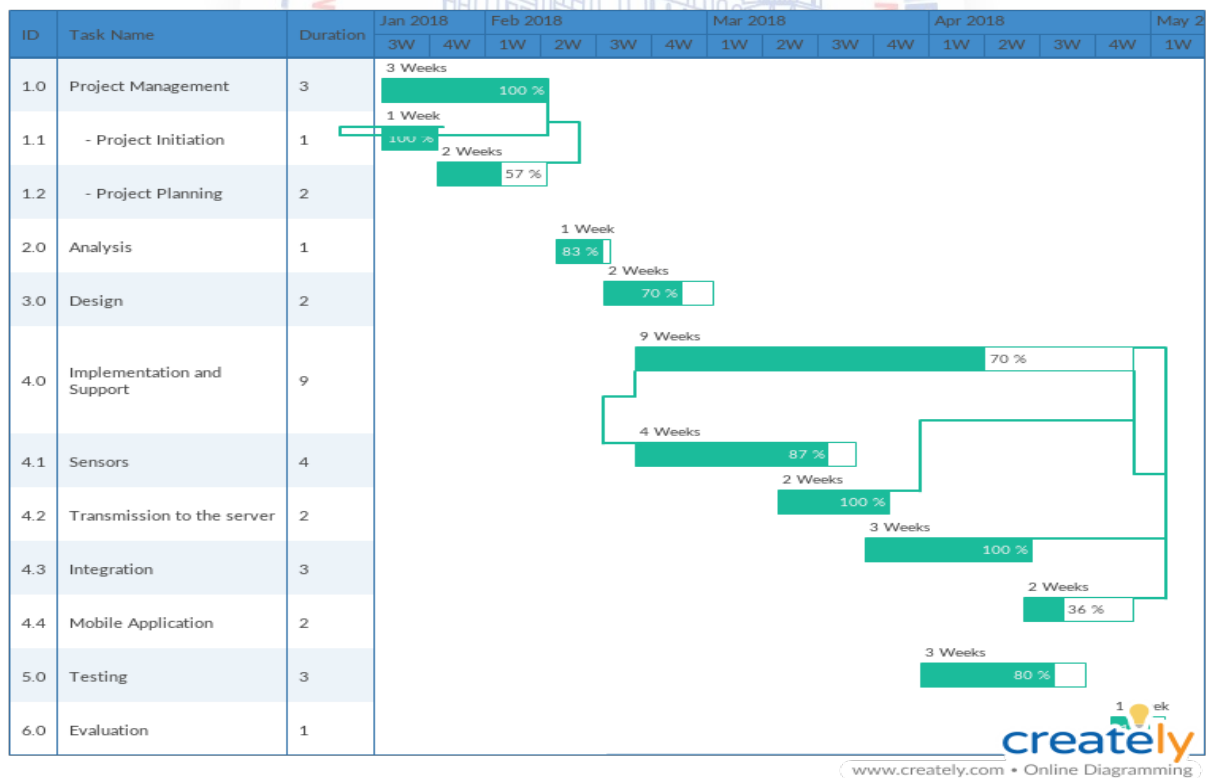 ID Task Name Duration Jan 2018 Feb 2018 Mar 2018 Apr 2018 May 2
3W 4W 1W 2W 3W 4W 1W 2W 3W 4W 1W 2W 3W 4W 1W
3 Weeks
1.0 Project Management 3 100 %
1 Week
1.1 - Project Initiation 1 100 %
2 Weeks
57 %
1.2 - Project Planning 2
1 Week
2.0 Analysis 1 83 %
2 Weeks
3.0 Design 2 70 %
9 Weeks
70 %
4.0 Implementation and
Support 9
4 Weeks
4.1 Sensors 4 87 %
2 Weeks
100 %
4.2 Transmission to the server 2
3 Weeks
100 %
4.3 Integration 3
2 Weeks
36 %
4.4 Mobile Application 2
3 Weeks
5.0 Testing 3 80 %
1 ek
6.0 Evaluation 1
creately
www.creately.com • Online Diagramming